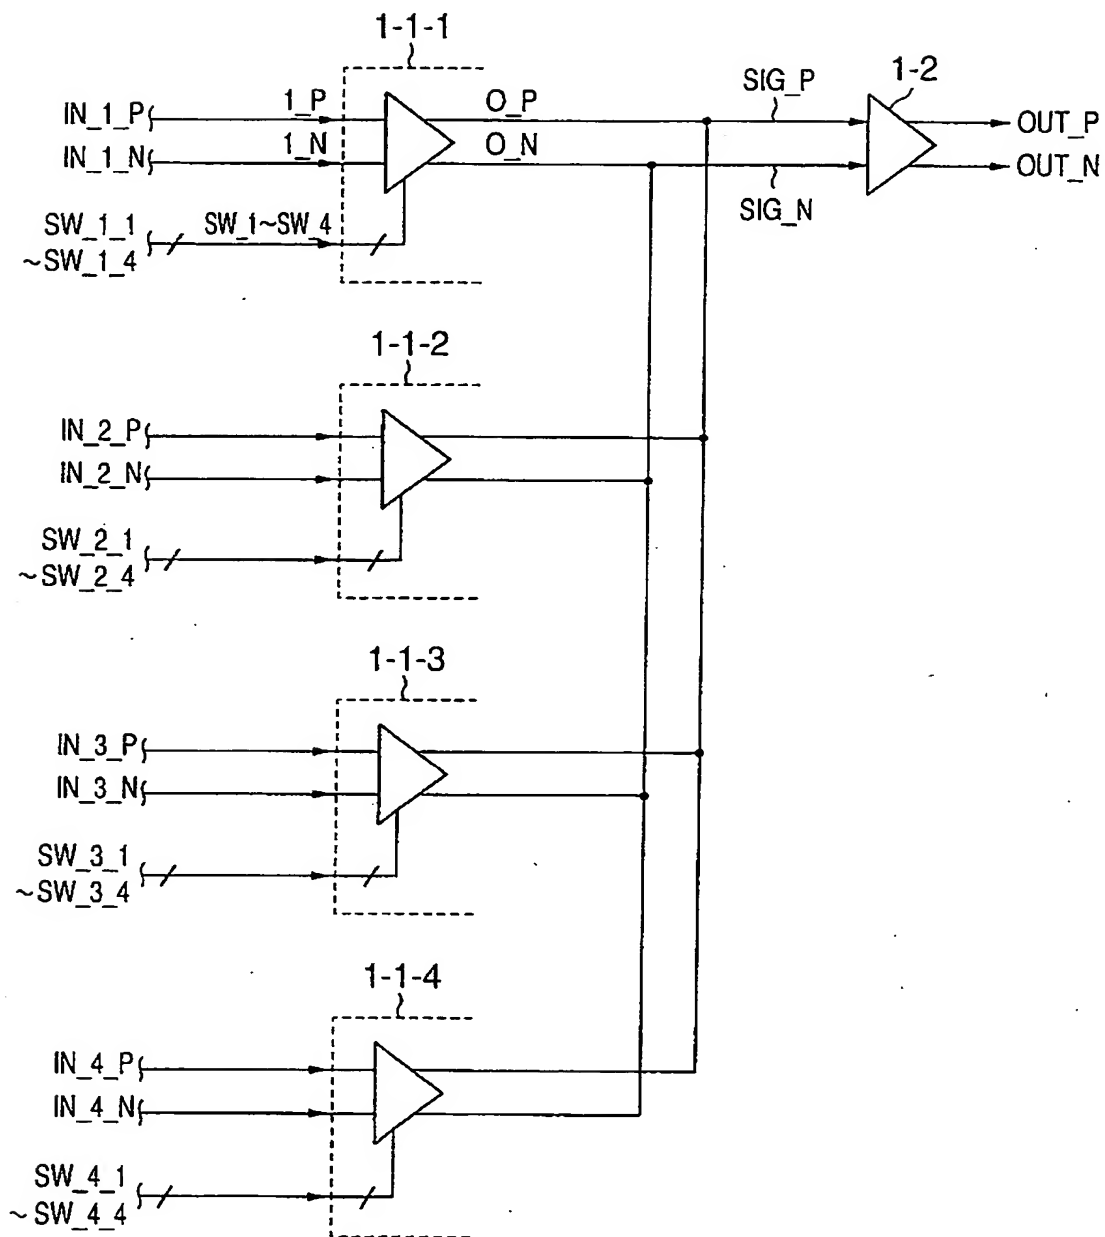 1-1-1
IN_1_P
1_P
O_P
SIG_P
1-2
OUT_P
IN_1_N
1_N
O_N
SIG_N
OUT_N
SW_1_1
~SW_1_4
SW_1~SW_4
1-1-2
IN_2_P
IN_2_N
SW_2_1
~SW_2_4
1-1-3
IN_3_P
IN_3_N
SW_3_1
~SW_3_4
1-1-4
IN_4_P
IN_4_N
SW_4_1
~SW_4_4